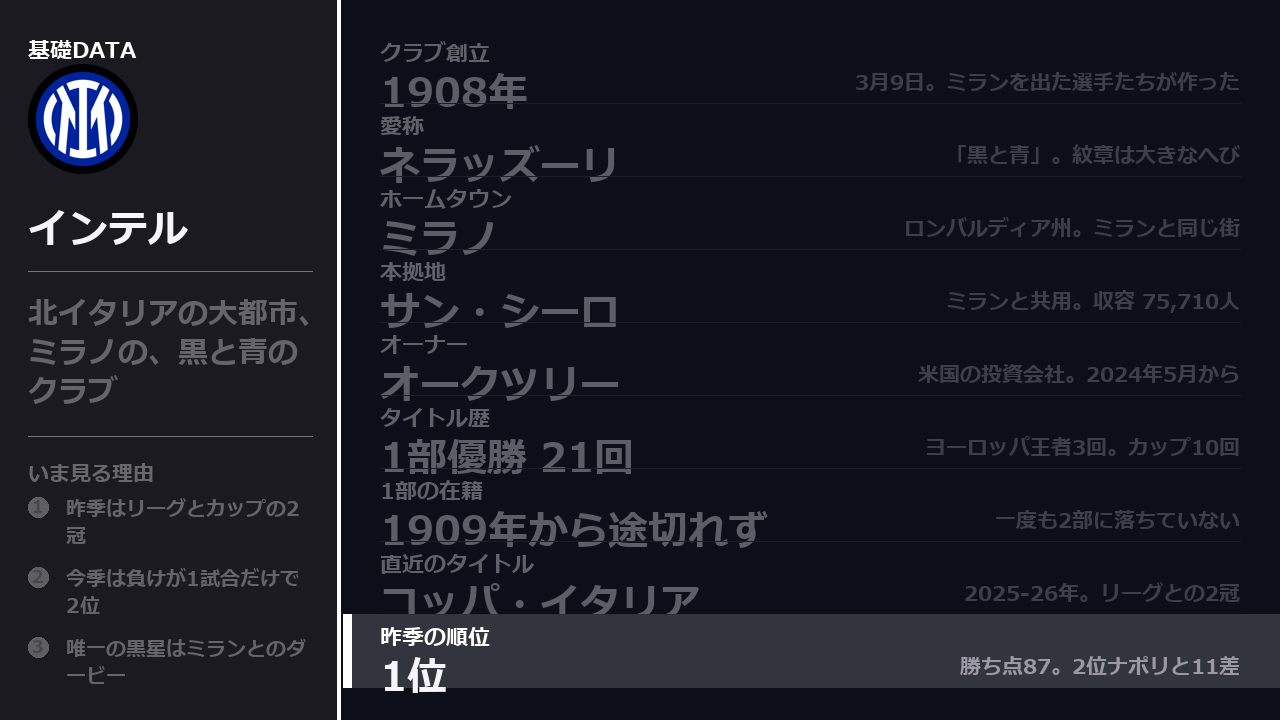 基礎DATA
インテル
北イタリアの大都市、
ミラノの、黒と青の
クラブ
いま見る理由
1 昨季はリーグとカップの2
冠
2 今季は負けが1試合だけで
2位
3 唯一の黒星はミランとのダ
ービー
クラブ創立
1908年 3月9日。ミランを出た選手たちが作った
愛称
ネラッズーリ 「黒と青」。紋章は大きなへび
ホームタウン
ミラノ ロンバルディア州。ミランと同じ街
本拠地
サン・シーロ ミランと共用。収容 75,710人
オーナー
オークツリー 米国の投資会社。2024年5月から
タイトル歴
1部優勝 21回 ヨーロッパ王者3回。カップ10回
1部の在籍
1909年から途切れず 一度も2部に落ちていない
直近のタイトル
コッパ・イタリア 2025-26年。リーグとの2冠
昨季の順位
1位 勝ち点87。2位ナポリと11差